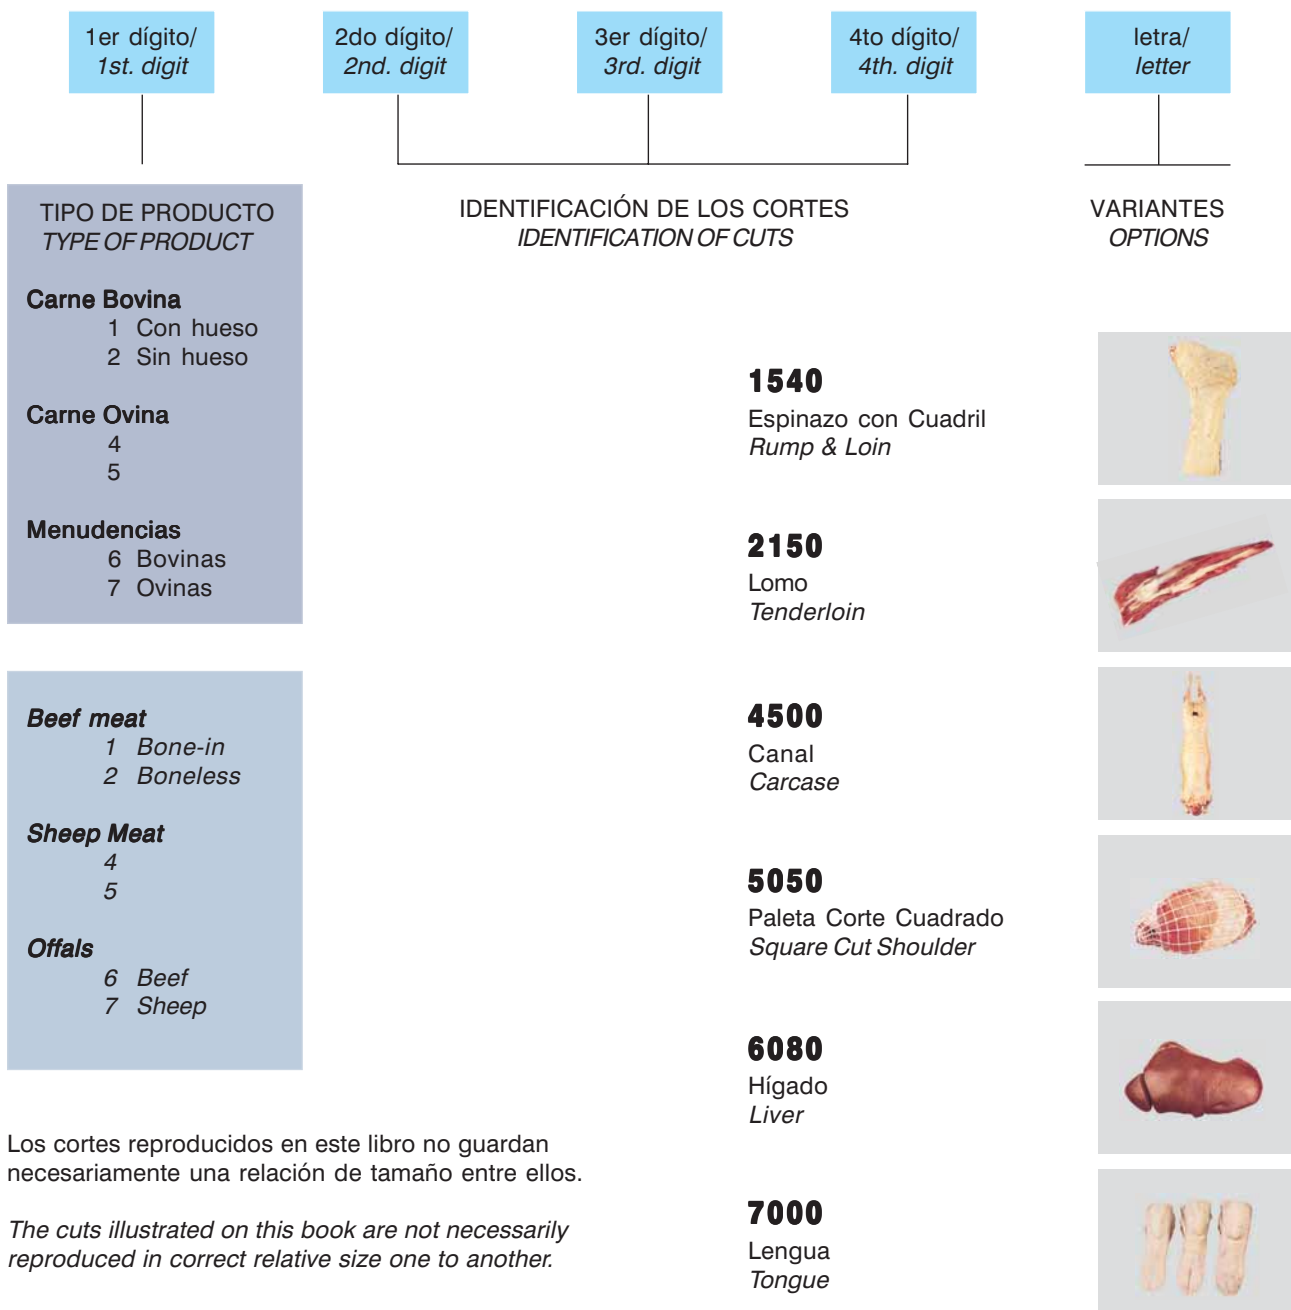 1er dígito/
1st. digit
2do dígito/
2nd. digit
3er dígito/
3rd. digit
4to dígito/
4th. digit
letra/
letter
TIPO DE PRODUCTO
TYPE OF PRODUCT
Carne Bovina
1 Con hueso
2 Sin hueso
Carne Ovina
4
5
Menudencias
6 Bovinas
7 Ovinas
Beef meat
1 Bone-in
2 Boneless
Sheep Meat
4
5
Offals
6 Beef
7 Sheep
Los cortes reproducidos en este libro no guardan
necesariamente una relación de tamaño entre ellos.
The cuts illustrated on this book are not necessarily
reproduced in correct relative size one to another.
IDENTIFICACIÓN DE LOS CORTES
IDENTIFICATION OF CUTS
1540
Espinazo con Cuadril
Rump & Loin
2150
Lomo
Tenderloin
4500
Canal
Carcase
5050
Paleta Corte Cuadrado
Square Cut Shoulder
6080
Hígado
Liver
7000
Lengua
Tongue
VARIANTES
OPTIONS